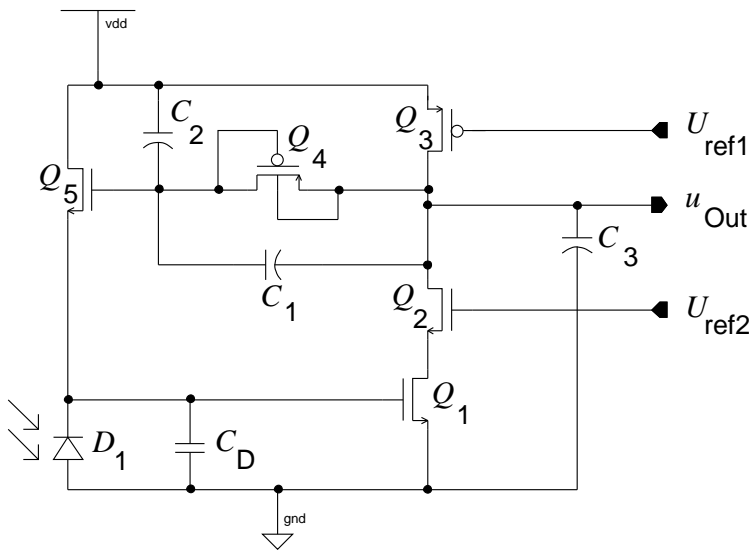 vdd
C2
Q4
Q3
Uref1
Q5
uOut
C3
C1
Q2
Uref2
Q1
D1
CD
gnd